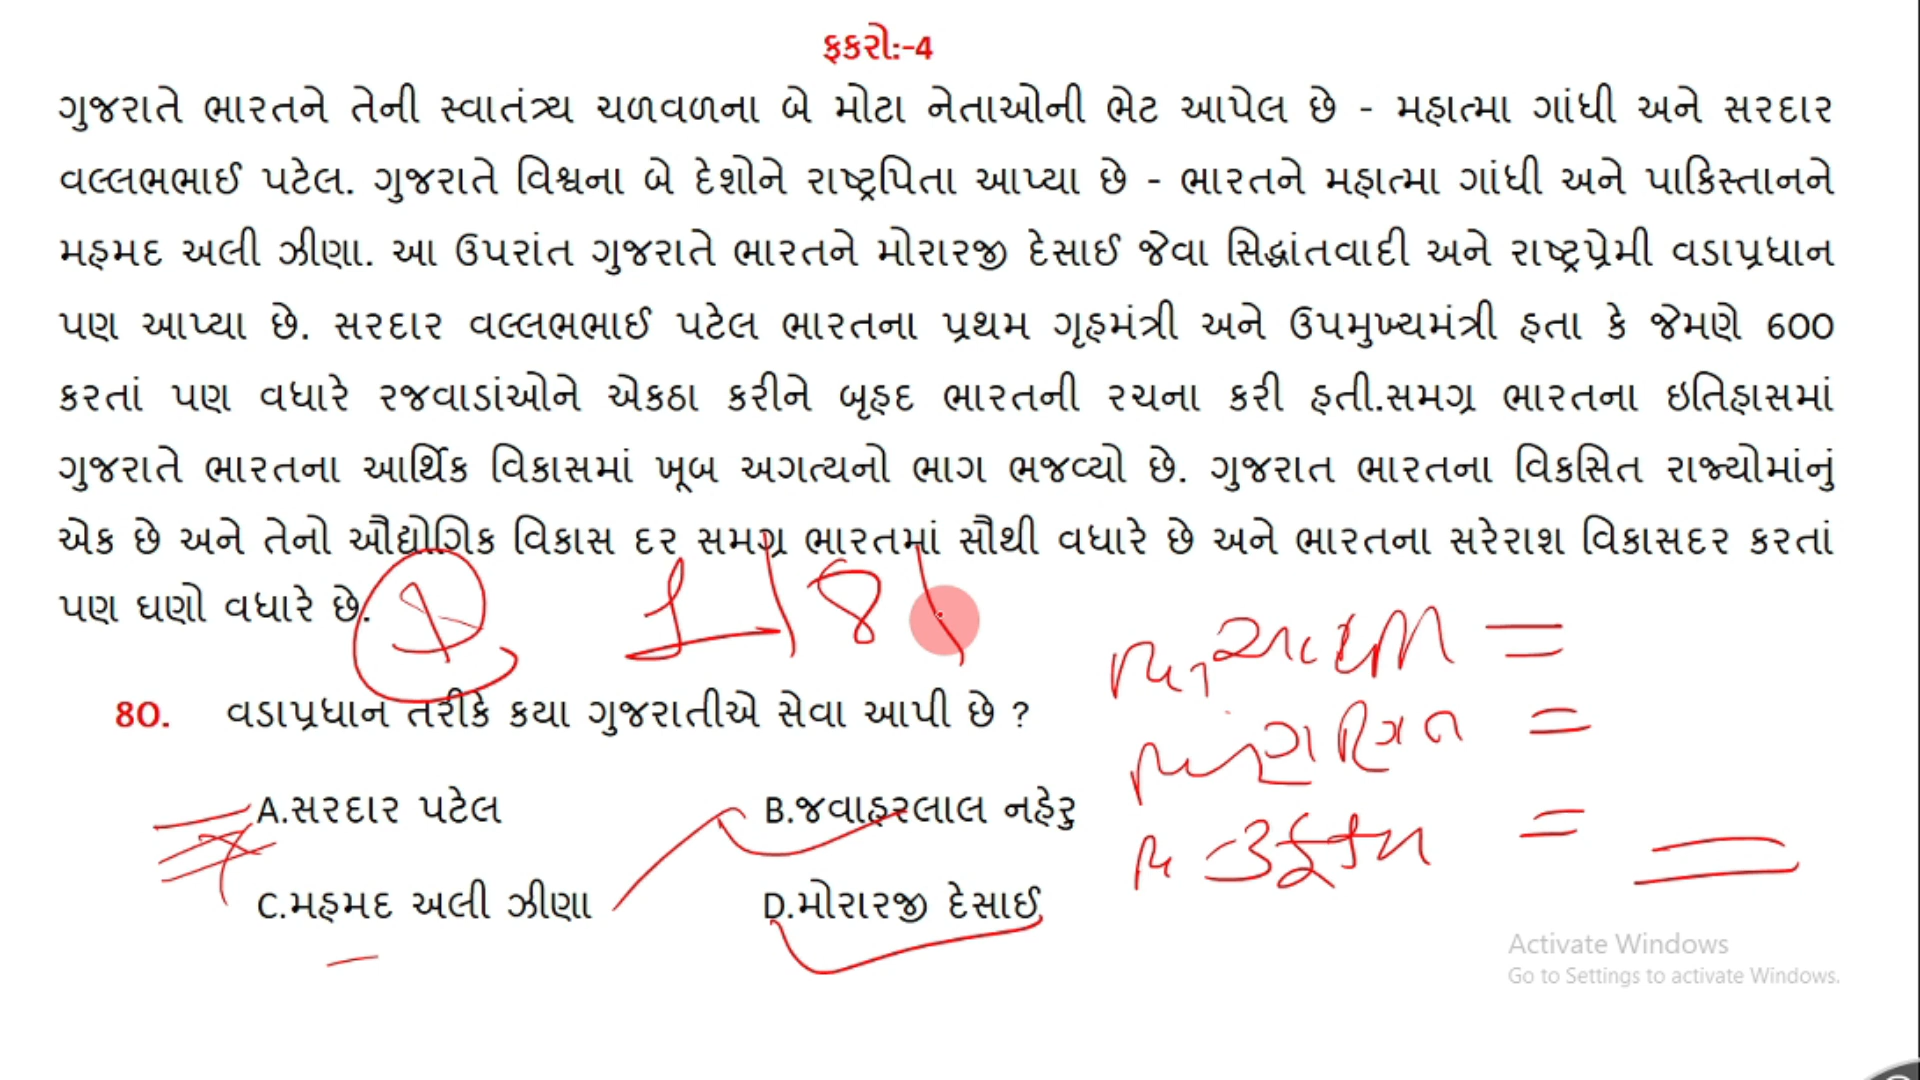 ફકરો:-4
ગુજરાતે ભારતને તેની સ્વાતંત્ર્ય ચળવળના બે મોટા નેતાઓની ભેટ આપેલ છે - મહાત્મા ગાંધી અને સરદાર
વલ્લભભાઈ પટેલ. ગુજરાતે વિશ્વના બે દેશોને રાષ્ટ્રપિતા આપ્યા છે - ભારતને મહાત્મા ગાંધી અને પાકિસ્તાનને
મહમદ અલી ઝીણા. આ ઉપરાંત ગુજરાતે ભારતને મોરારજી દેસાઈ જેવા સિદ્ધાંતવાદી અને રાષ્ટ્રપ્રેમી વડાપ્રધાન
પણ આપ્યા છે. સરદાર વલ્લભભાઈ પટેલ ભારતના પ્રથમ ગૃહમંત્રી અને ઉપમુખ્યમંત્રી હતા કે જેમણે 600
કરતાં પણ વધારે રજવાડાંઓને એકઠા કરીને બૃહદ ભારતની રચના કરી હતી.સમગ્ર ભારતના ઇતિહાસમાં
ગુજરાતે ભારતના આર્થિક વિકાસમાં ખૂબ અગત્યનો ભાગ ભજવ્યો છે. ગુજરાત ભારતના વિકસિત રાજ્યોમાંનું
એક છે અને તેનો ઔદ્યોગિક વિકાસ દર સમગ્ર ભારતમાં સૌથી વધારે છે અને ભારતના સરેરાશ વિકાસદર કરતાં
પણ ઘણો વધારે છે.
80. વડાપ્રધાન તરીકે કયા ગુજરાતીએ સેવા આપી છે ?
A.સરદાર પટેલ B.જવાહરલાલ નહેરુ
C.મહમદ અલી ઝીણા D.મોરારજી દેસાઈ
Activate Windows
Go to Settings to activate Windows.